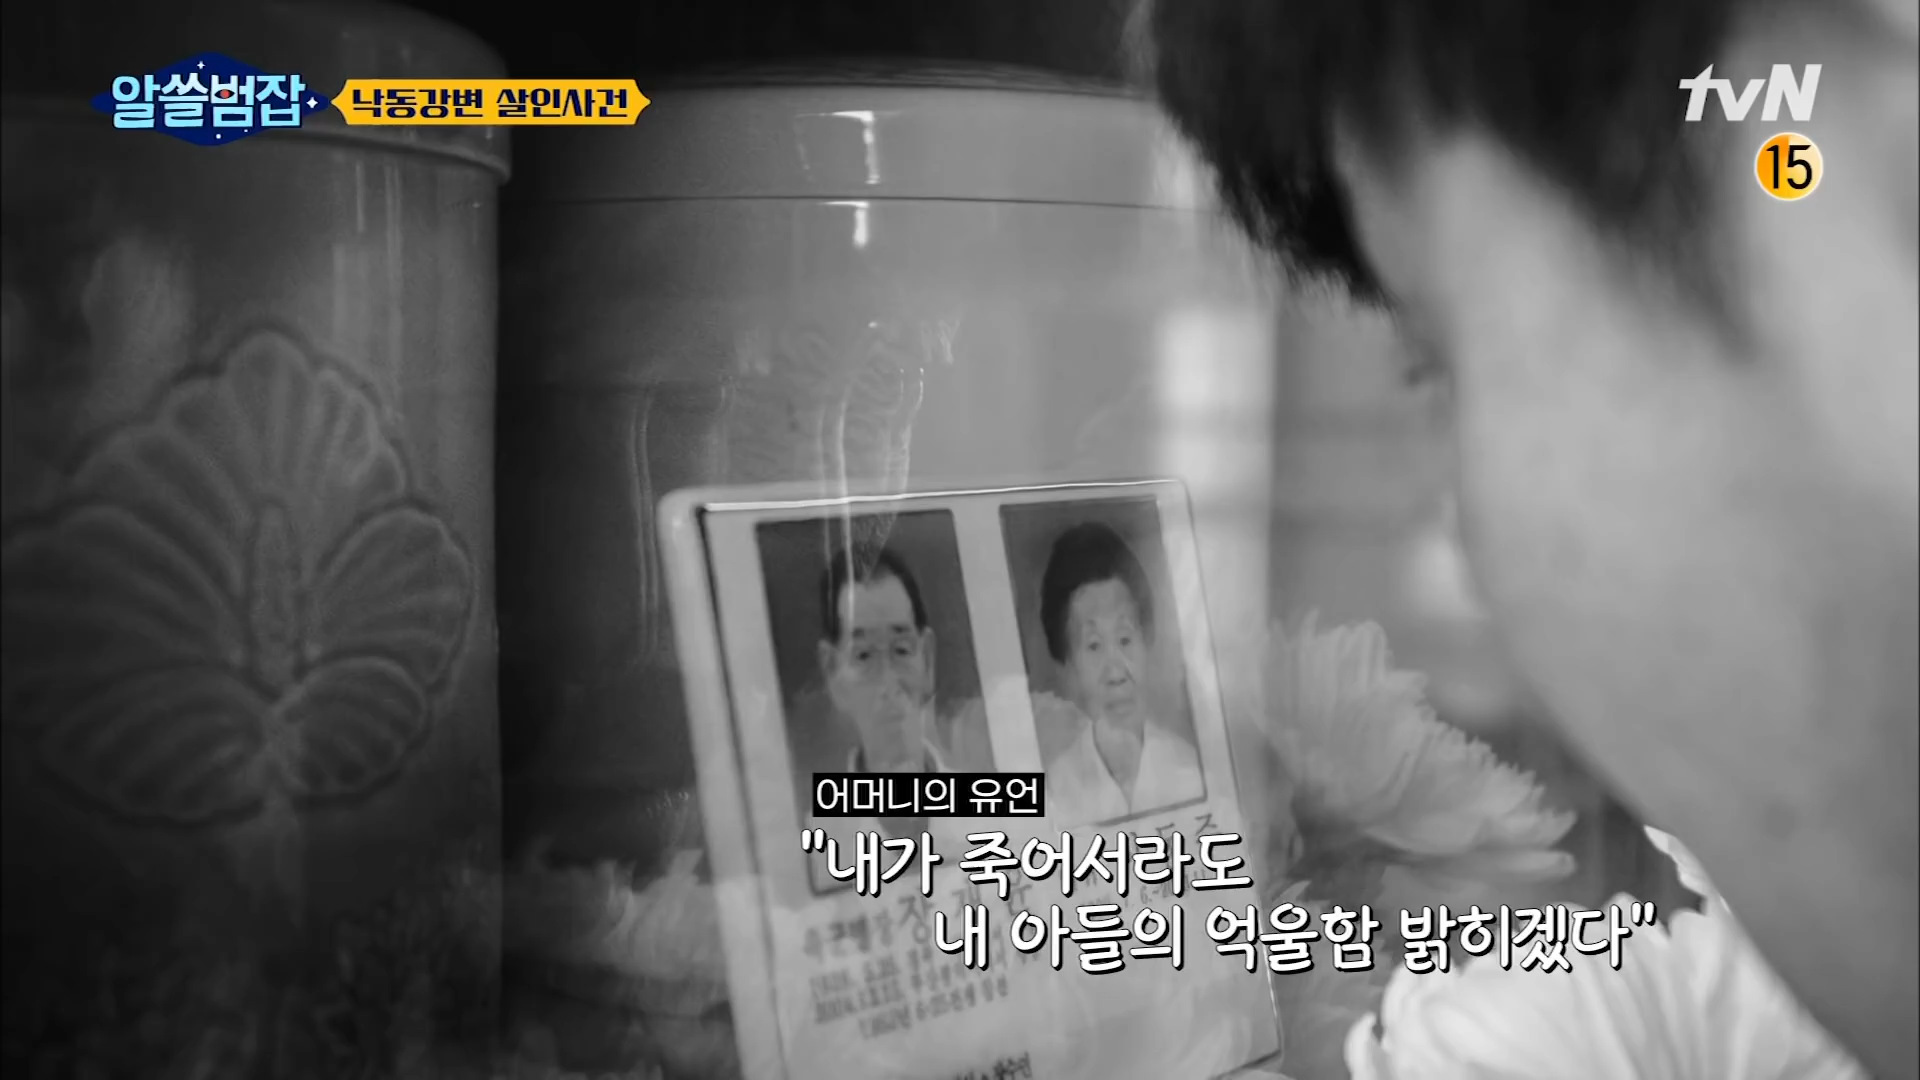 알쓸범잡
낙동강변 살인사건
tvN
15
어머니의 유언
"내가 죽어서라도
내 아들의 억울함 밝히겠다"